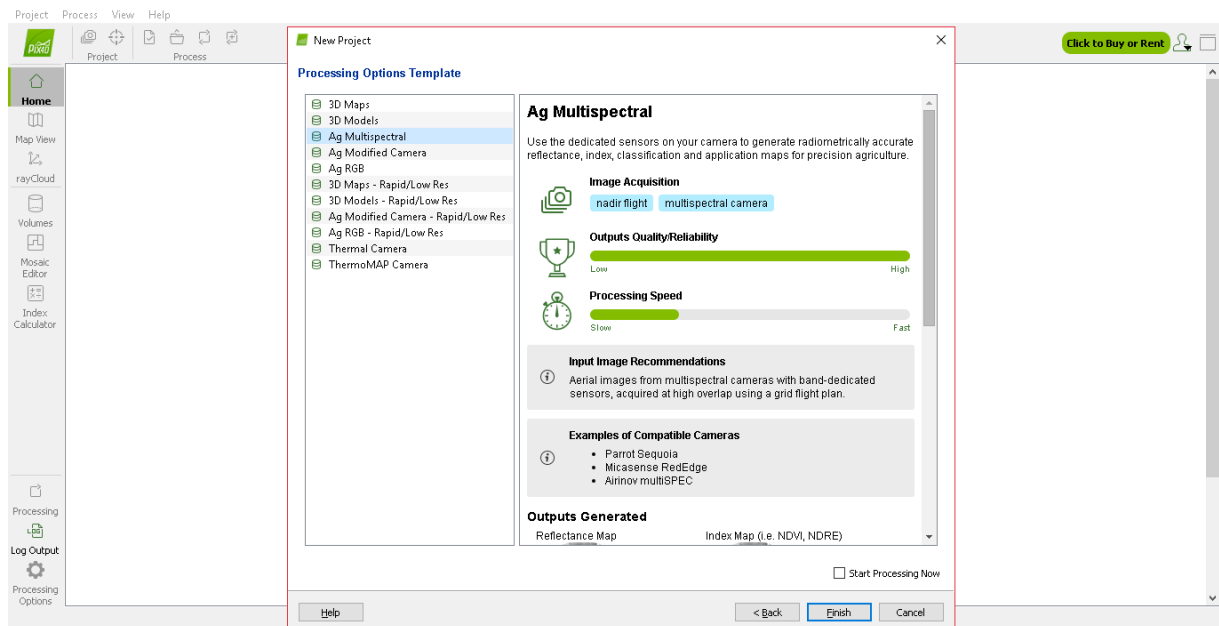 Project Process View Help
PIX4D
Project
Process
Click to Buy or Rent
Home
Map View
rayCloud
Volumes
Mosaic
Editor
Index
Calculator
Processing
Log Output
LOG
Processing
Options
New Project
Processing Options Template
3D Maps
3D Models
Ag Multispectral
Ag Modified Camera
Ag RGB
3D Maps - Rapid/Low Res
3D Models - Rapid/Low Res
Ag Modified Camera - Rapid/Low Res
Ag RGB - Rapid/Low Res
Thermal Camera
ThermoMAP Camera
Ag Multispectral
Use the dedicated sensors on your camera to generate radiometrically accurate
reflectance, index, classification and application maps for precision agriculture.
Image Acquisition
nadir flight multispectral camera
Outputs Quality/Reliability
Low High
Processing Speed
Slow Fast
Input Image Recommendations
Aerial images from multispectral cameras with band-dedicated
sensors, acquired at high overlap using a grid flight plan.
Examples of Compatible Cameras
• Parrot Sequoia
• Micasense RedEdge
• Airinov multiSPEC
Outputs Generated
Reflectance Map Index Map (i.e. NDVI, NDRE)
Start Processing Now
Help
< Back Finish Cancel